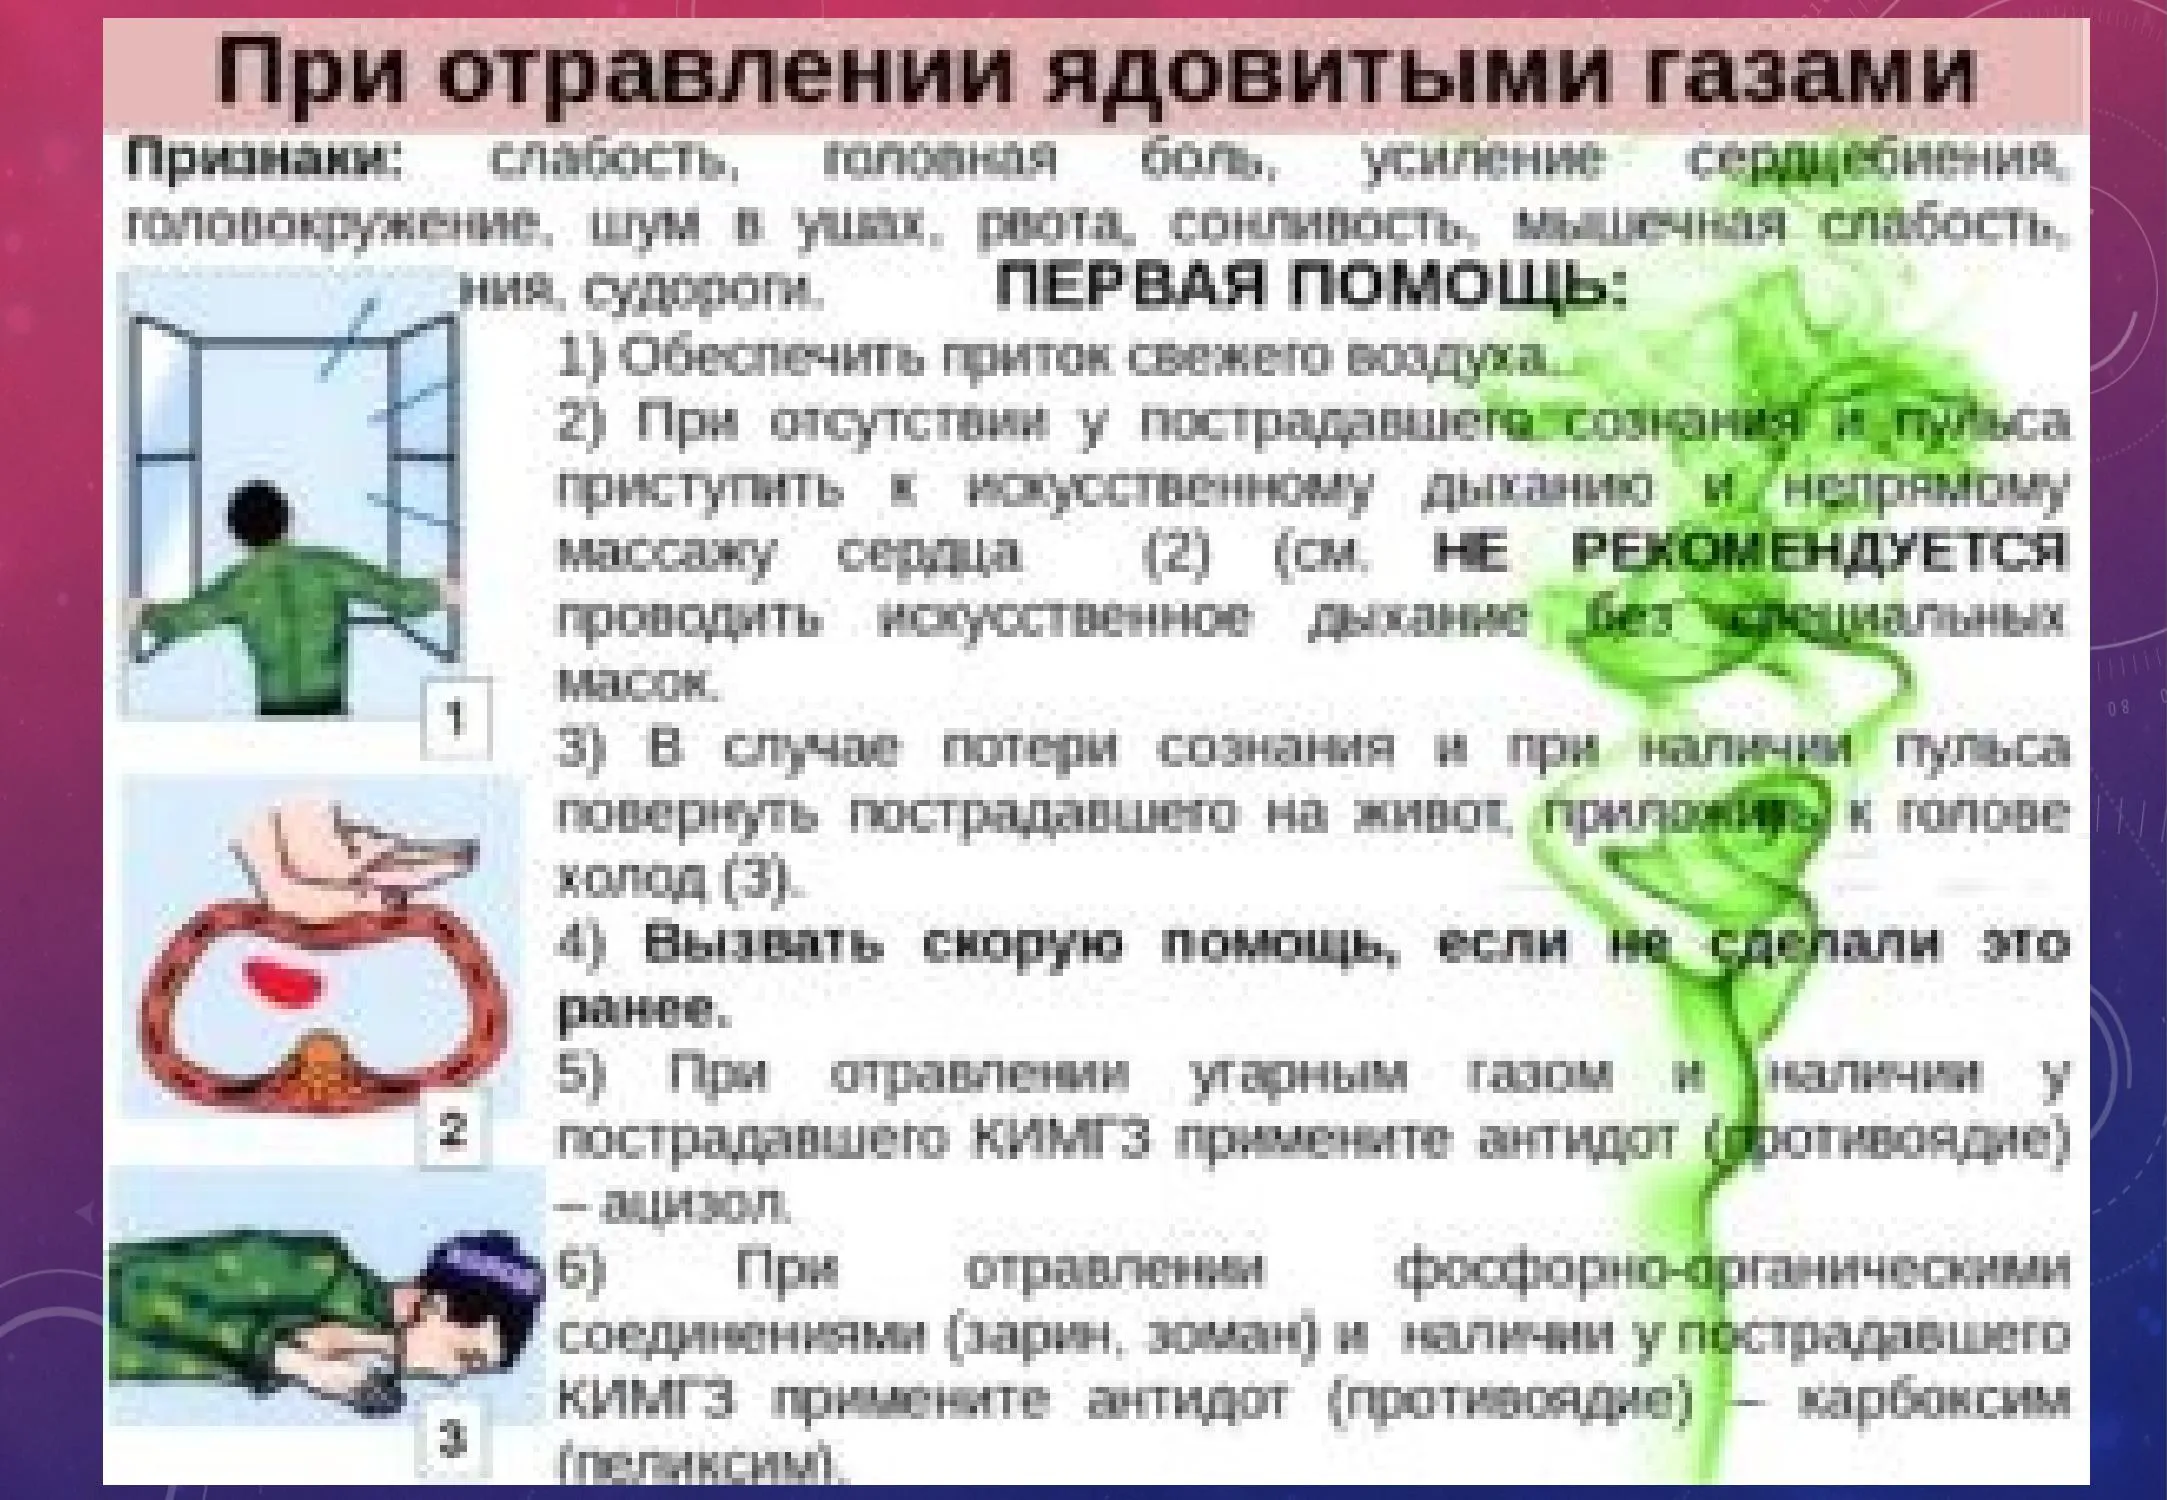 При отравлении ядовитыми газами
Признаки: слабость, головная боль, усиление сердцебиения,
головокружение, шум в ушах, рвота, сонливость, мышечная слабость,
ния, судороги. ПЕРВАЯ ПОМОЩЬ:
1) Обеспечить приток свежего воздуха..
2) При отсутствии у пострадавшего сознания и пульса
приступить к искусственному дыханию и непрямому
массажу сердца (2) (см. НЕ РЕКОМЕНДУЕТСЯ
проводить искусственное дыхание без специальных
масок.
3) В случае потери сознания и при наличии пульса
повернуть пострадавшего на живот, приложить к голове
холод (3).
4) Вызвать скорую помощь, если не сделали это
ранее.
5) При отравлении угарным газом и наличии у
пострадавшего КИМГЗ примените антидот (противоядие)
– ацизол.
6) При отравлении фосфорно-органическими
соединениями (зарин, зоман) и наличии у пострадавшего
КИМГЗ примените антидот (противоядие) – карбоксим
(пеликсим).
1
2
3
80